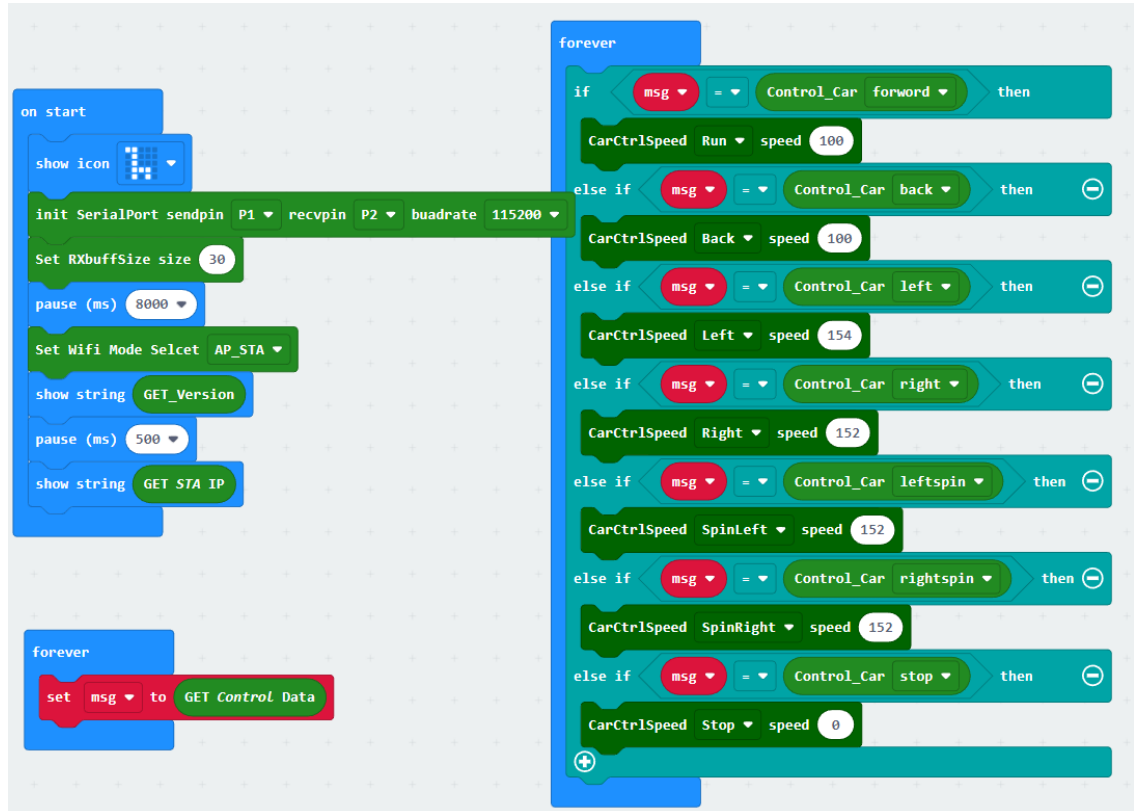 on start
show icon
init SerialPort sendpin P1 recvpin P2 buadrate 115200
Set RXbuffSize size 30
pause (ms) 8000
Set Wifi Mode Selcet AP_STA
show string GET_Version
pause (ms) 500
show string GET STA IP
forever
set msg to GET Control Data
forever
if msg = Control_Car forword then
CarCtrlSpeed Run speed 100
else if msg = Control_Car back then
CarCtrlSpeed Back speed 100
else if msg = Control_Car left then
CarCtrlSpeed Left speed 154
else if msg = Control_Car right then
CarCtrlSpeed Right speed 152
else if msg = Control_Car leftspin then
CarCtrlSpeed SpinLeft speed 152
else if msg = Control_Car rightspin then
CarCtrlSpeed SpinRight speed 152
else if msg = Control_Car stop then
CarCtrlSpeed Stop speed 0